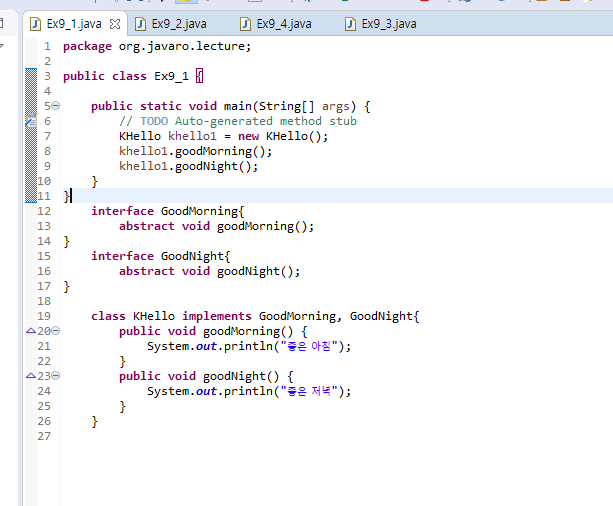 Ex9_1.java Ex9_2.java Ex9_4.java Ex9_3.java
1 package org.javaro.lecture;
2
3 public class Ex9_1 {
4
5 public static void main(String[] args) {
6 // TODO Auto-generated method stub
7 KHello khello1 = new KHello();
8 khello1.goodMorning();
9 khello1.goodNight();
10 }
11 }
12 interface GoodMorning{
13 abstract void goodMorning();
14 }
15 interface GoodNight{
16 abstract void goodNight();
17 }
18
19 class KHello implements GoodMorning, GoodNight{
20 public void goodMorning() {
21 System.out.println("좋은 아침");
22 }
23 public void goodNight() {
24 System.out.println("좋은 저녁");
25 }
26 }
27